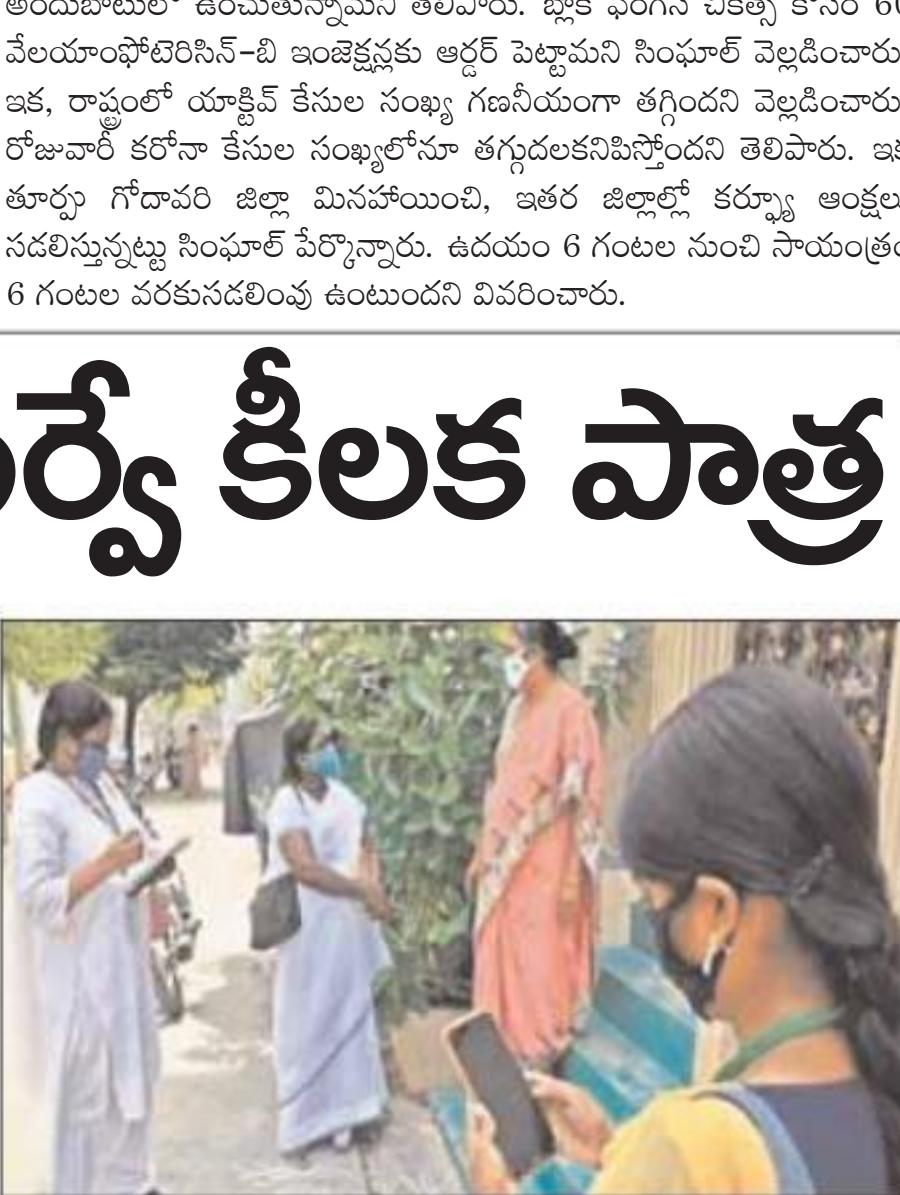 అందుబాటులో ఉంచుతున్నామని తెలిపారు. బ్లాక్ ఫంగస్ చికిత్స కోసం 60
వేలయాంఫోటెరిసిన్-బి ఇంజెక్షన్లకు ఆర్డర్ పెట్టామని సింఘాల్ వెల్లడించారు
ఇక, రాష్ట్రంలో యాక్టివ్ కేసుల సంఖ్య గణనీయంగా తగ్గిందని వెల్లడించారు
రోజువారీ కరోనా కేసుల సంఖ్యలోనూ తగ్గుదలకనిపిస్తోందని తెలిపారు. ఇక
తూర్పు గోదావరి జిల్లా మినహాయించి, ఇతర జిల్లాల్లో కర్ఫ్యూ ఆంక్షలు
సడలిస్తున్నట్టు సింఘాల్ పేర్కొన్నారు. ఉదయం 6 గంటల నుంచి సాయంత్రం
6 గంటల వరకుసడలింపు ఉంటుందని వివరించారు.
ర్వే కీలక పాత్ర